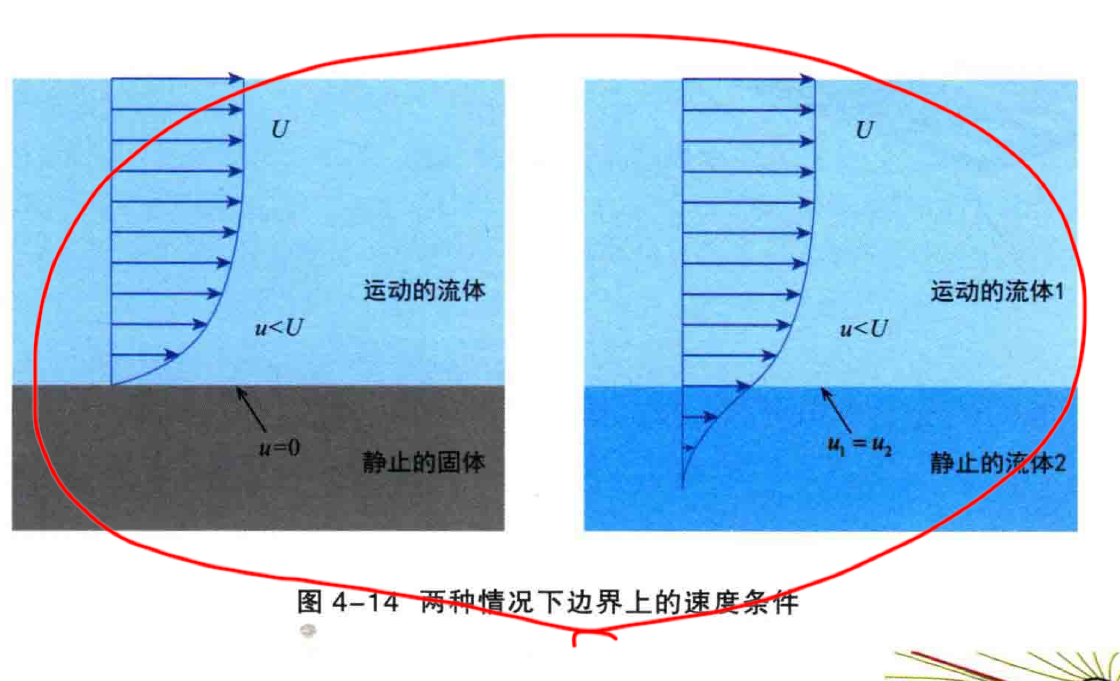 U
运动的流体
u<U
u=0
静止的固体
U
运动的流体1
u<U
u₁ = u₂
静止的流体2
图 4-14 两种情况下边界上的速度条件